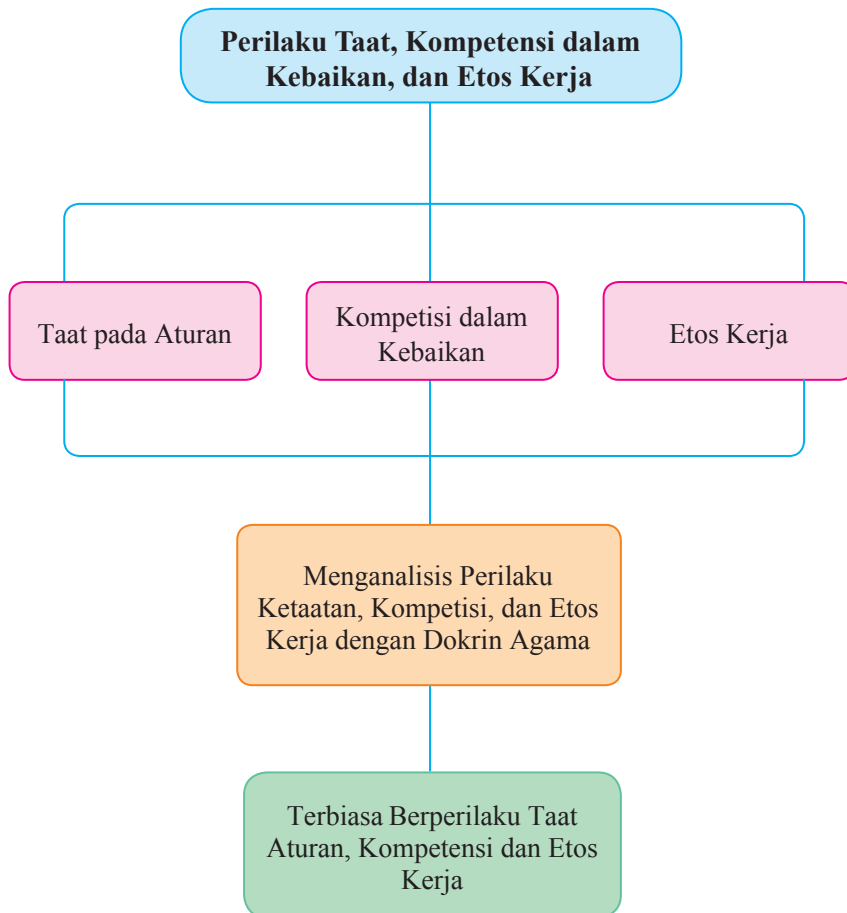 Perilaku Taat, Kompetensi dalam
Kebaikan, dan Etos Kerja
Taat pada Aturan
Kompetisi dalam
Kebaikan
Etos Kerja
Menganalisis Perilaku
Ketaatan, Kompetisi, dan Etos
Kerja dengan Dokrin Agama
Terbiasa Berperilaku Taat
Aturan, Kompetensi dan Etos
Kerja